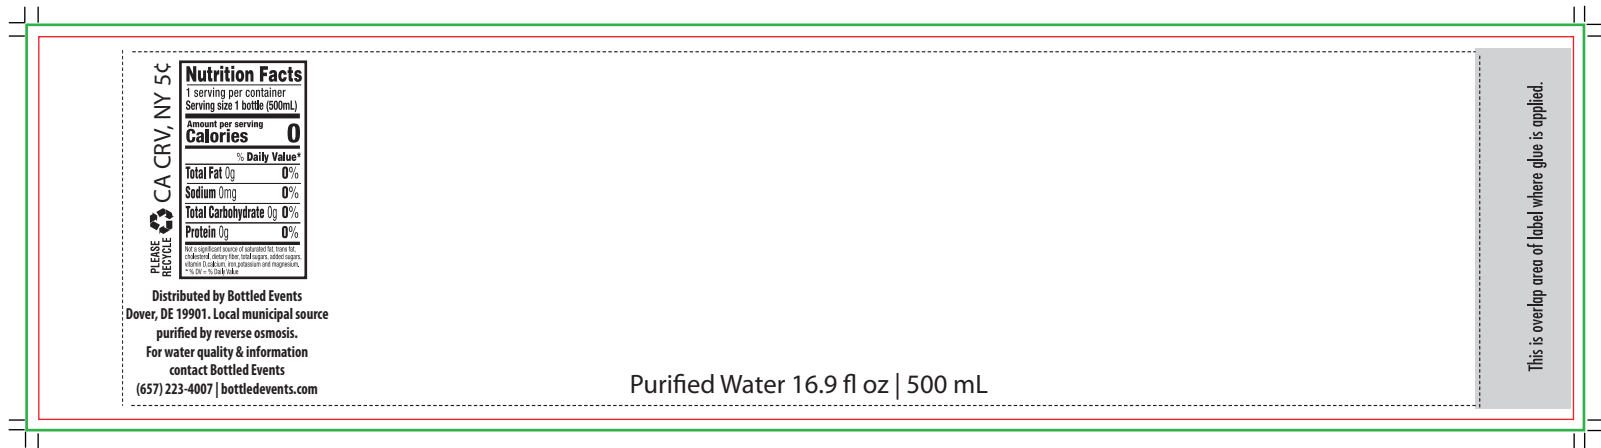 CA CRV, NY 5¢
PLEASE
RECYCLE
Nutrition Facts
1 serving per container
Serving size 1 bottle (500mL)
Amount per serving
Calories 0
% Daily Value*
Total Fat 0g 0%
Sodium 0mg 0%
Total Carbohydrate 0g 0%
Protein 0g 0%
Not a significant source of saturated fat, trans fat,
cholesterol, dietary fiber, total sugars, added sugars,
vitamin D,calcium, iron,potassium and magnesium.
* % DV = % Daily Value
Distributed by Bottled Events
Dover, DE 19901. Local municipal source
purified by reverse osmosis.
For water quality & information
contact Bottled Events
(657) 223-4007 | bottledevents.com
Purified Water 16.9 fl oz | 500 mL
This is overlap area of label where glue is applied.